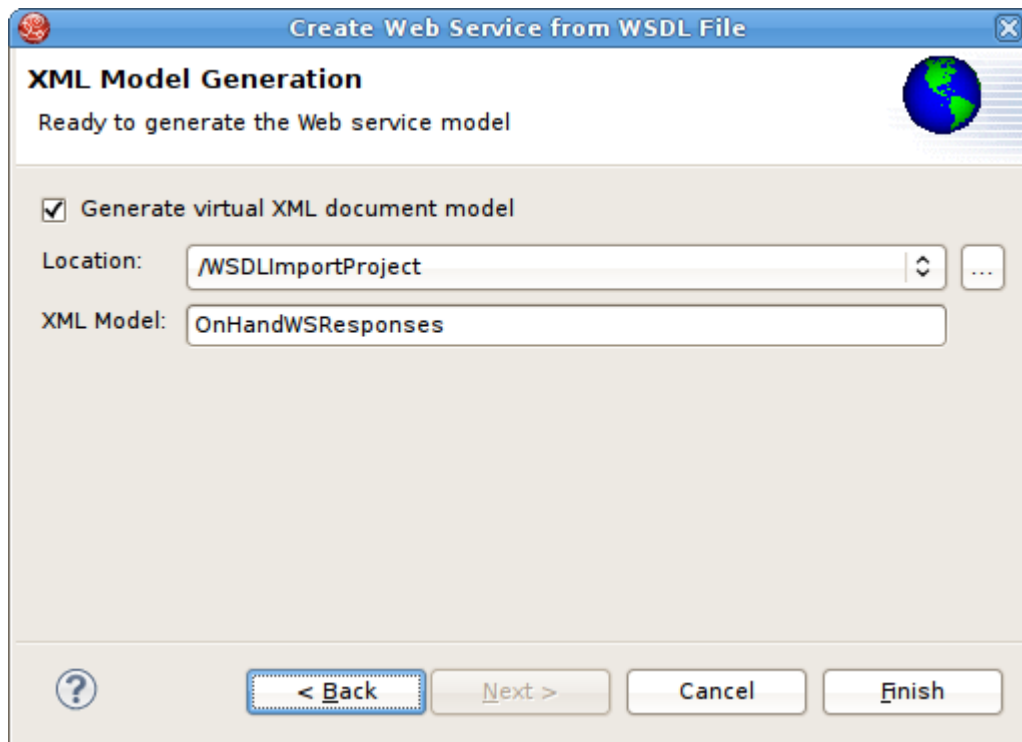 Create Web Service from WSDL File
XML Model Generation
Ready to generate the Web service model
Generate virtual XML document model
Location: /WSDLImportProject ...
XML Model: OnHandWSResponses
? < Back Next > Cancel Finish